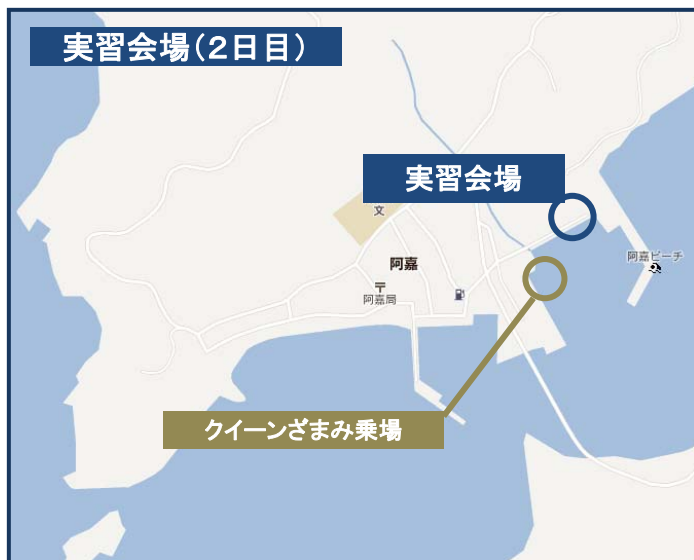 実習会場（２日目）
実習会場
文
阿嘉ビーチ
阿嘉
〒
阿嘉局
クイーンざまみ乗場